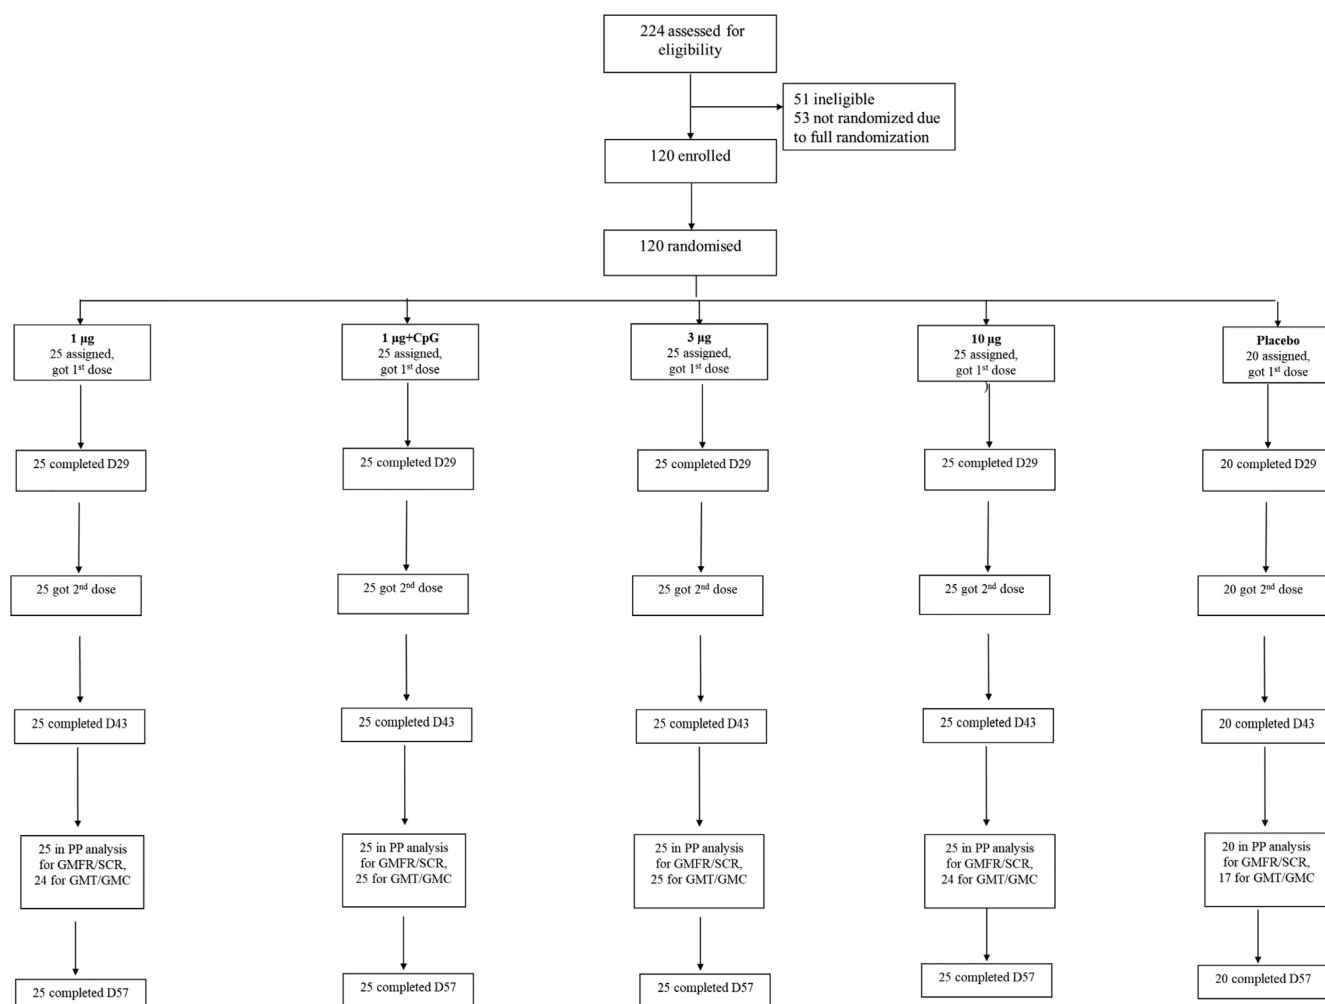 224 assessed for
eligibility
51 ineligible
53 not randomized due
to full randomization
120 enrolled
120 randomised
1 µg
25 assigned,
got 1st dose
1 µg+CpG
25 assigned,
got 1st dose
3 µg
25 assigned,
got 1st dose
10 µg
25 assigned,
got 1st dose
)
Placebo
20 assigned,
got 1st dose
25 completed D29
25 completed D29
25 completed D29
25 completed D29
20 completed D29
25 got 2nd dose
25 got 2nd dose
25 got 2nd dose
25 got 2nd dose
20 got 2nd dose
25 completed D43
25 completed D43
25 completed D43
25 completed D43
20 completed D43
25 in PP analysis
for GMFR/SCR,
24 for GMT/GMC
25 in PP analysis
for GMFR/SCR,
25 for GMT/GMC
25 in PP analysis
for GMFR/SCR,
25 for GMT/GMC
25 in PP analysis
for GMFR/SCR,
24 for GMT/GMC
20 in PP analysis
for GMFR/SCR,
17 for GMT/GMC
25 completed D57
25 completed D57
25 completed D57
25 completed D57
20 completed D57